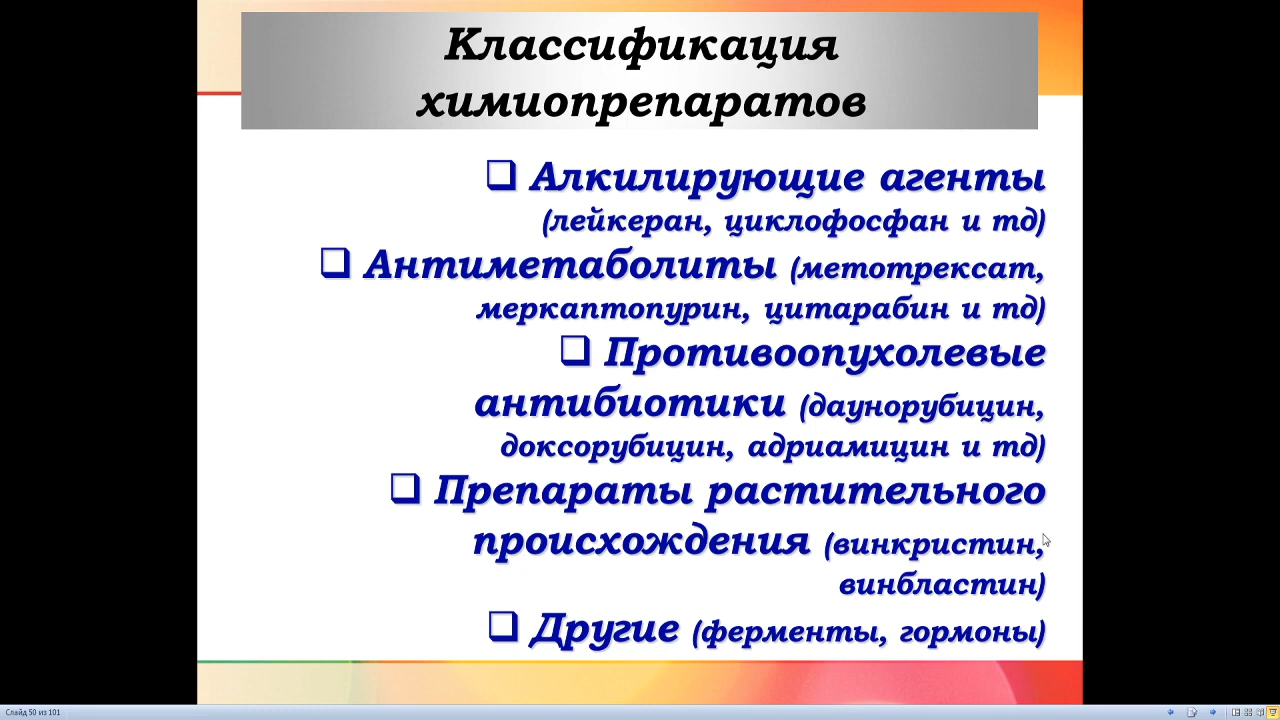 Классификация
химиопрепаратов
❑ Алкилирующие агенты
(лейкеран, циклофосфан и тд)
❑ Антиметаболиты (метотрексат,
меркаптопурин, цитарабин и тд)
❑ Противоопухолевые
антибиотики (даунорубицин,
доксорубицин, адриамицин и тд)
❑ Препараты растительного
происхождения (винкристин,
винбластин)
❑ Другие (ферменты, гормоны)
Слайд 50 из 101